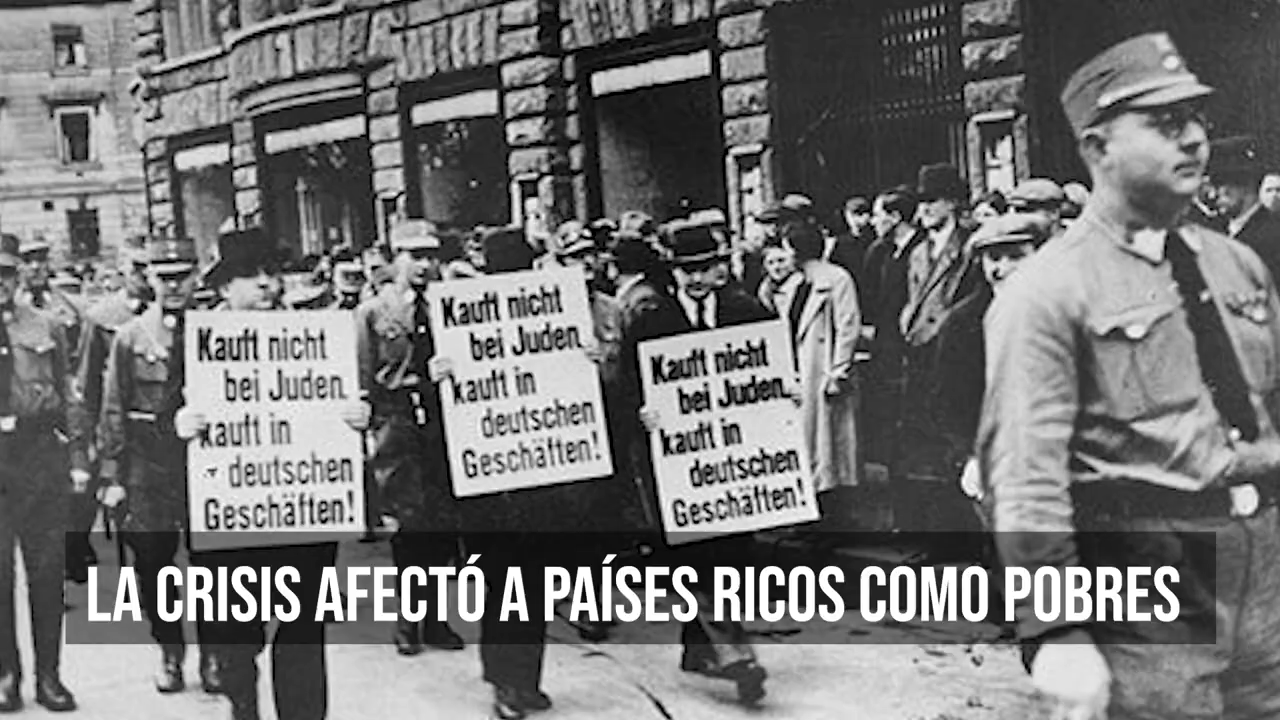 Kauft nicht
bei Juden.
kauft in
deutschen
Geschäften!
Kauft nicht
bei Juden.
kauft in
deutschen
Geschäften!
Kauft nicht
bei Juden.
kauft in
deutschen
Geschäften!
LA CRISIS AFECTÓ A PAÍSES RICOS COMO POBRES